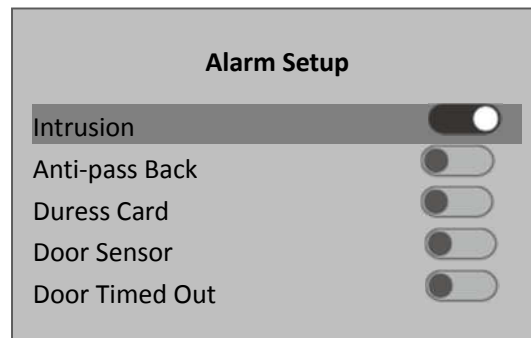 Alarm Setup
Intrusion
Anti-pass Back
Duress Card
Door Sensor
Door Timed Out